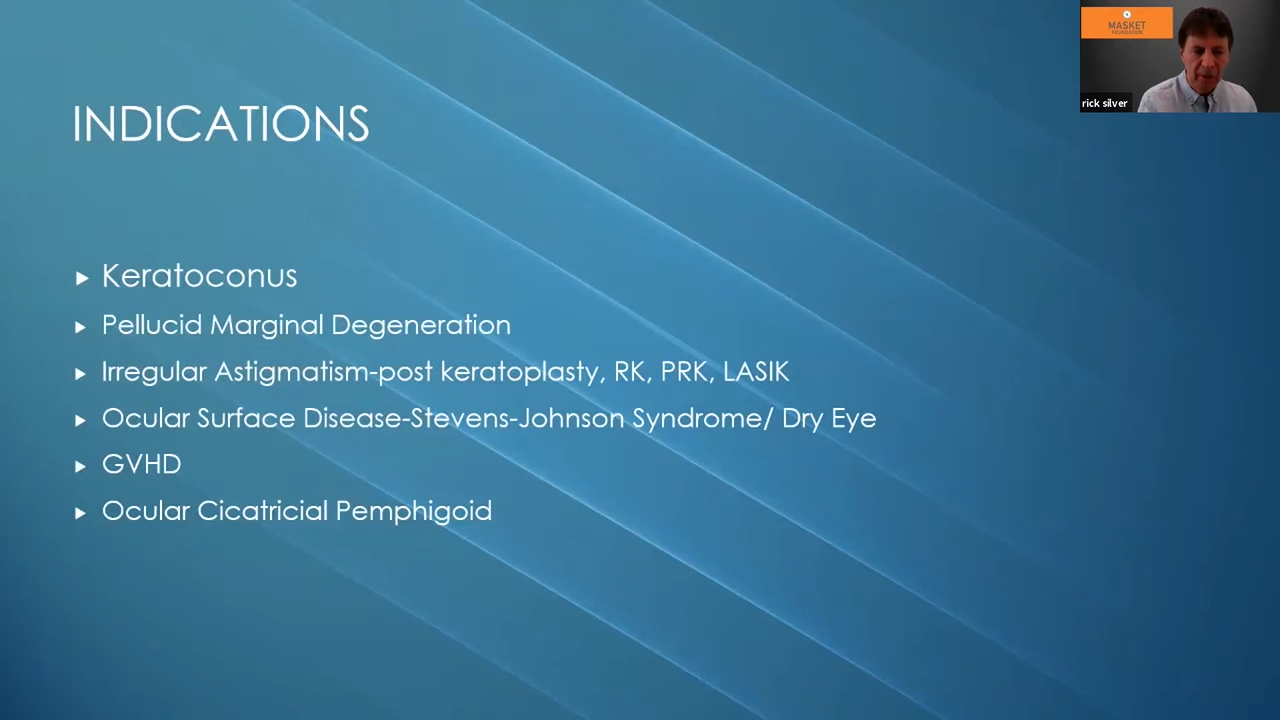 MASKET
FOUNDATION
rick silver
INDICATIONS
Keratoconus
Pellucid Marginal Degeneration
Irregular Astigmatism-post keratoplasty, RK, PRK, LASIK
Ocular Surface Disease-Stevens-Johnson Syndrome/ Dry Eye
GVHD
Ocular Cicatricial Pemphigoid